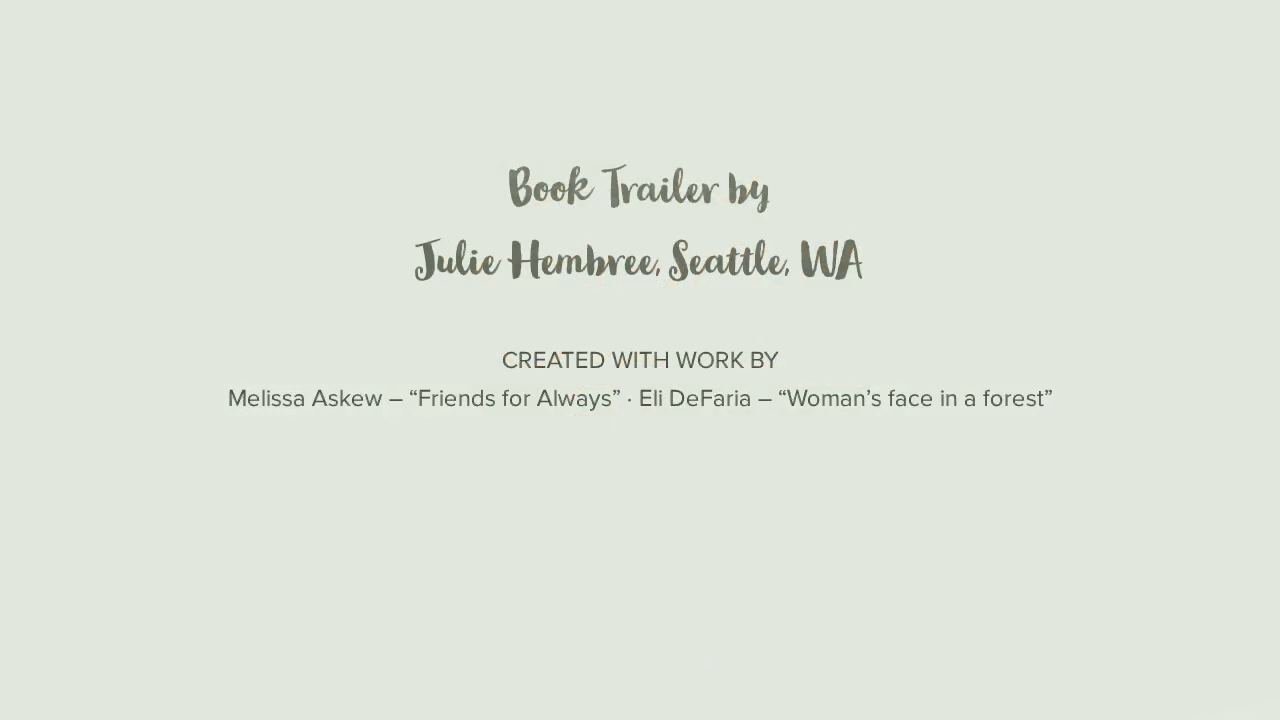 Book Trailer by
Julie Hembree, Seattle, WA
CREATED WITH WORK BY
Melissa Askew – “Friends for Always” · Eli DeFaria – “Woman’s face in a forest”